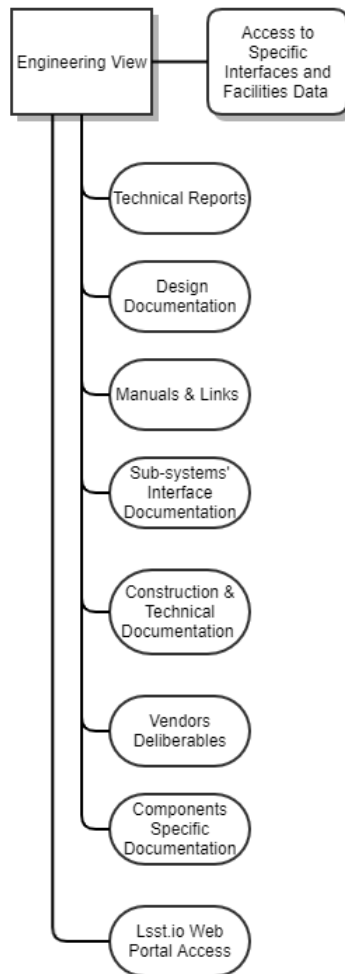 Engineering View
Access to
Specific
Interfaces and
Facilities Data
Technical Reports
Design
Documentation
Manuals & Links
Sub-systems'
Interface
Documentation
Construction &
Technical
Documentation
Vendors
Deliberables
Components
Specific
Documentation
Lsst.io Web
Portal Access